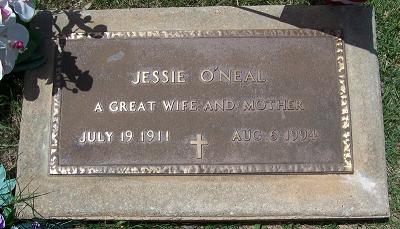 JESSIE O'NEAL
A GREAT WIFE AND MOTHER
JULY 19 1911 AUG 6 1994